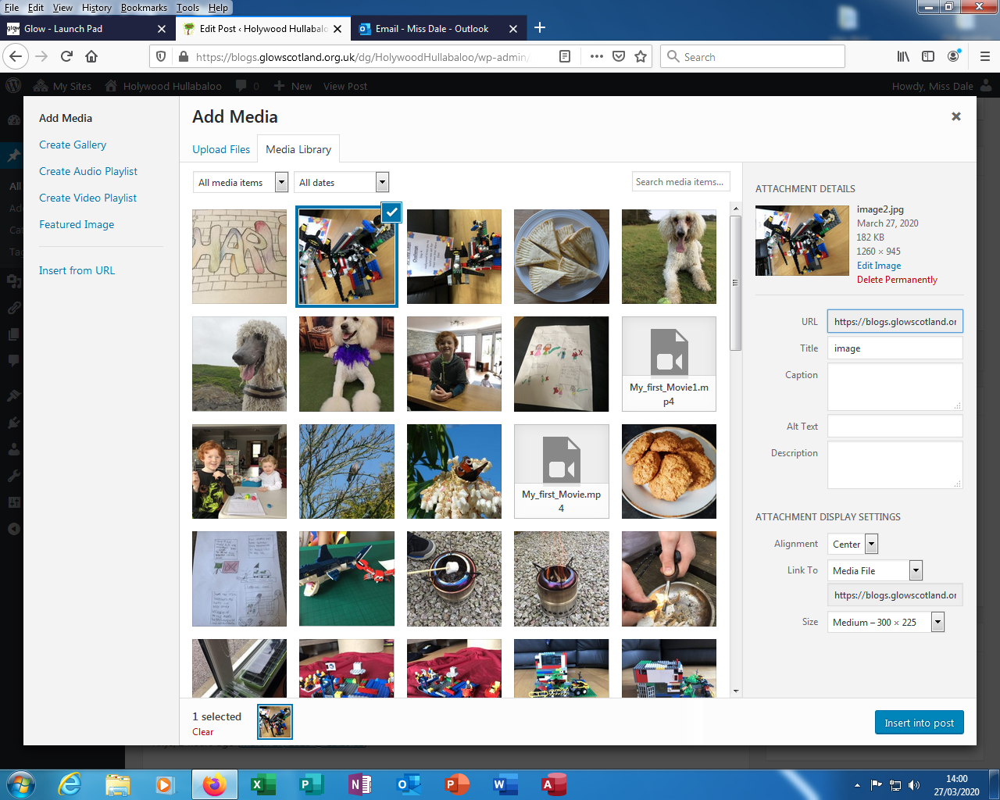 File Edit View History Bookmarks Tools Help
Glow - Launch Pad
Edit Post ‹ Holywood Hullabalo
Email - Miss Dale - Outlook
https://blogs.glowscotland.org.uk/dg/HolywoodHullabaloo/wp-admin/
Search
My Sites Holywood Hullabaloo 0 New View Post
Howdy, Miss Dale
Add Media
Create Gallery
Create Audio Playlist
Create Video Playlist
Featured Image
Insert from URL
Add Media
Upload Files
Media Library
All media items
All dates
Search media items...
My_first_Movie1.m
p4
My_first_Movie.mp
4
ATTACHMENT DETAILS
image2.jpg
March 27, 2020
182 KB
1260 × 945
Edit Image
Delete Permanently
URL https://blogs.glowscotland.or
Title image
Caption
Alt Text
Description
ATTACHMENT DISPLAY SETTINGS
Alignment Center
Link To Media File
https://blogs.glowscotland.or
Size Medium – 300 × 225
1 selected
Clear
Insert into post
14:00
27/03/2020